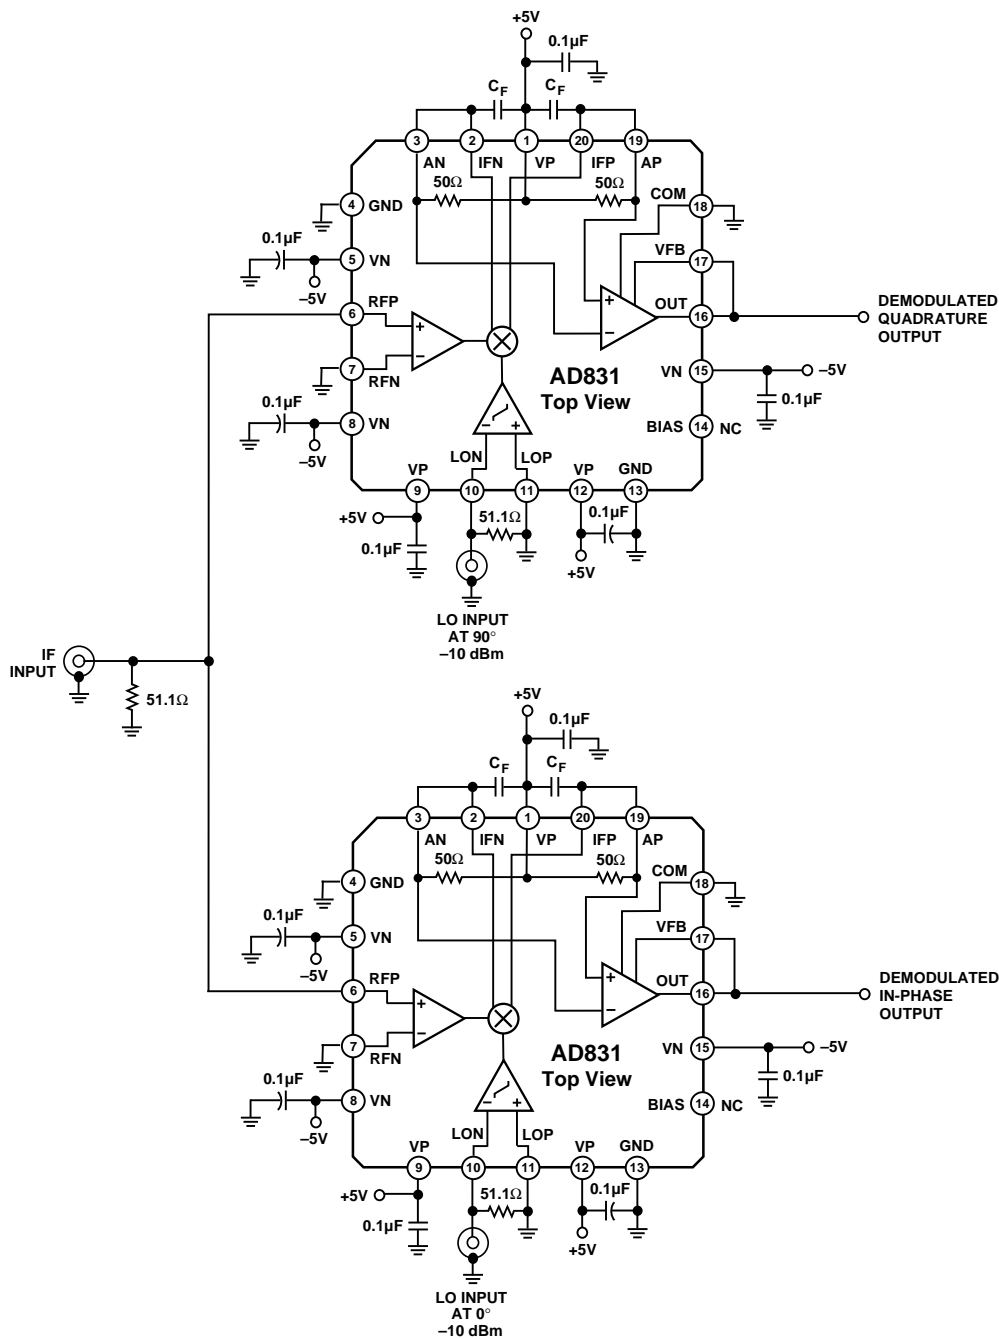 +5V
0.1µF
CF CF
3 2 1 20 19
AN IFN VP IFP AP
50Ω 50Ω
COM 18
4 GND
0.1µF
VFB 17
5 VN
–5V
RFP OUT
6 16
DEMODULATED
QUADRATURE
OUTPUT
+ –
+ –
7
RFN
AD831
Top View
VN 15 –5V
0.1µF
0.1µF
8 VN
–5V
BIAS 14 NC
– +
LON LOP
VP VP GND
9 10 11 12 13
+5V 51.1Ω 0.1µF
0.1µF
+5V
LO INPUT
AT 90°
–10 dBm
IF
INPUT
51.1Ω
+5V
0.1µF
CF CF
3 2 1 20 19
AN IFN VP IFP AP
50Ω 50Ω
COM 18
4 GND
0.1µF
VFB 17
5 VN
–5V
RFP OUT
6 16
DEMODULATED
IN-PHASE
OUTPUT
+ –
+ –
7
RFN
AD831
Top View
VN 15 –5V
0.1µF
0.1µF
8 VN
–5V
BIAS 14 NC
– +
LON LOP
VP VP GND
9 10 11 12 13
+5V 51.1Ω 0.1µF
0.1µF
+5V
LO INPUT
AT 0°
–10 dBm